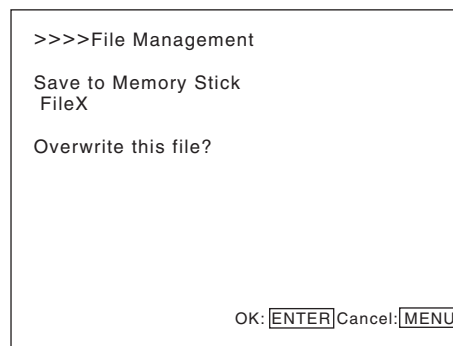 >>>>File Management
Save to Memory Stick
FileX
Overwrite this file?
OK: ENTER Cancel: MENU